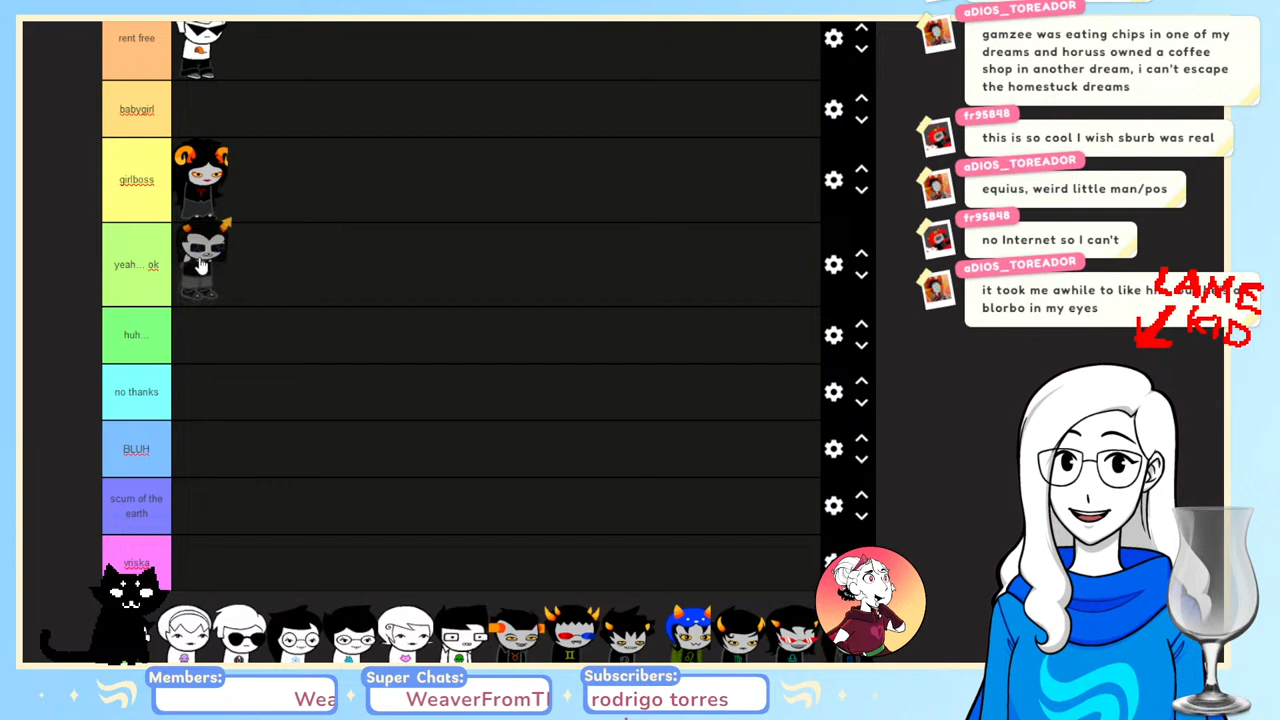 rent free
babygirl
girlboss
yeah... ok
huh...
no thanks
BLUH
scum of the
earth
vriska
aDIOS_TOREADOR
gamzee was eating chips in one of my
dreams and horuss owned a coffee
shop in another dream, i can't escape
the homestuck dreams
fr95848
this is so cool I wish sburb was real
aDIOS_TOREADOR
equius, weird little man/pos
fr95848
no Internet so I can't
aDIOS_TOREADOR
it took me awhile to like
blorbo in my eyes
LAME
KID
Members:
Wea
Super Chats:
WeaverFromT
Subscribers:
rodrigo torres